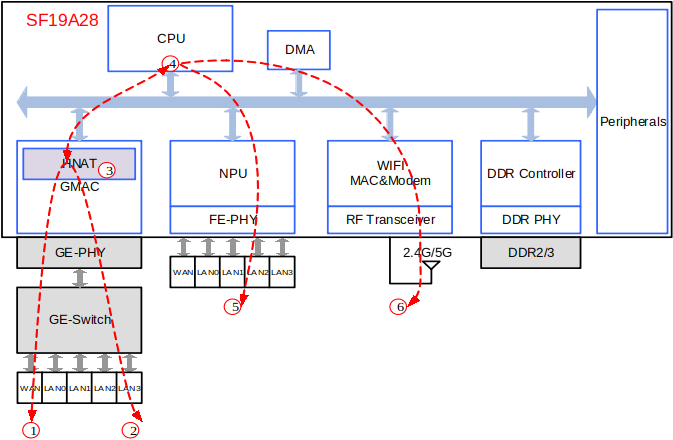 SF19A28
CPU
4
DMA
Peripherals
HNAT
3
GMAC
NPU
FE-PHY
WIFI
MAC&Modem
RF Transceiver
DDR Controller
DDR PHY
GE-PHY
2.4G/5G
DDR2/3
WAN LAN0 LAN1 LAN2 LAN3
5
6
GE-Switch
WAN LAN0 LAN1 LAN2 LAN3
1
2